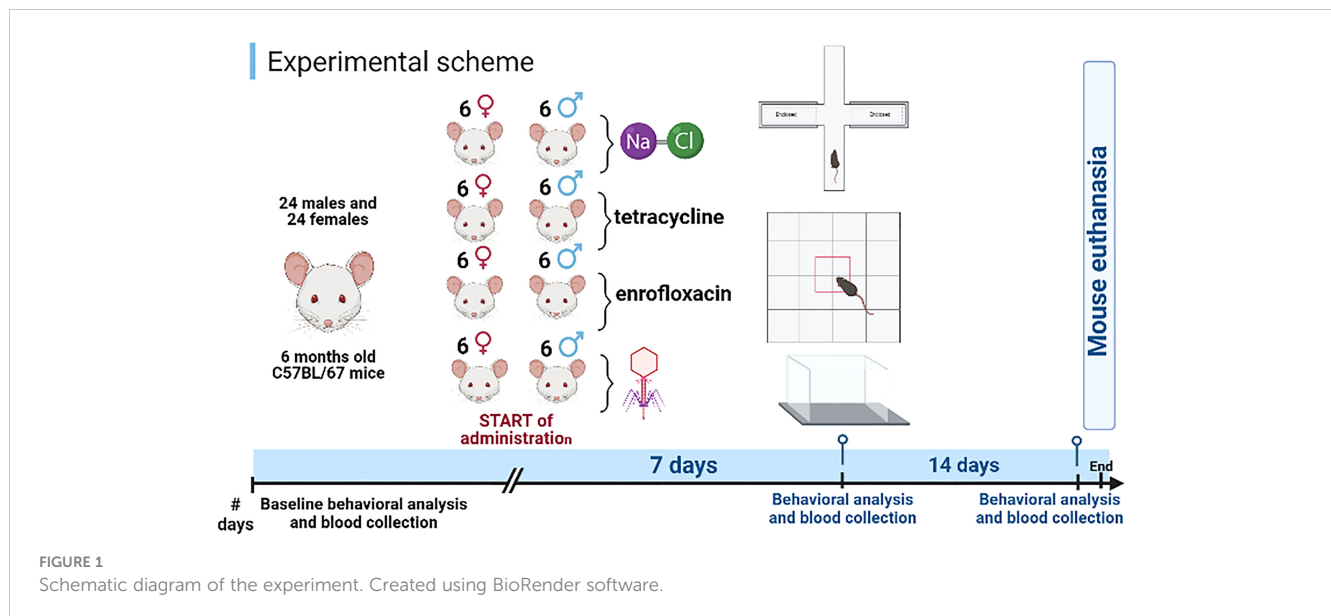 Experimental scheme
6 ♀ 6 ♂
Na Cl
Enclosed Enclosed
6 ♀ 6 ♂
tetracycline
24 males and
24 females
6 ♀ 6 ♂
enrofloxacin
6 months old
C57BL/67 mice
6 ♀ 6 ♂
START of
administration
Mouse euthanasia
7 days
14 days
End
#
days
Baseline behavioral analysis
and blood collection
Behavioral analysis
and blood collection
Behavioral analysis
and blood collection
FIGURE 1
Schematic diagram of the experiment. Created using BioRender software.